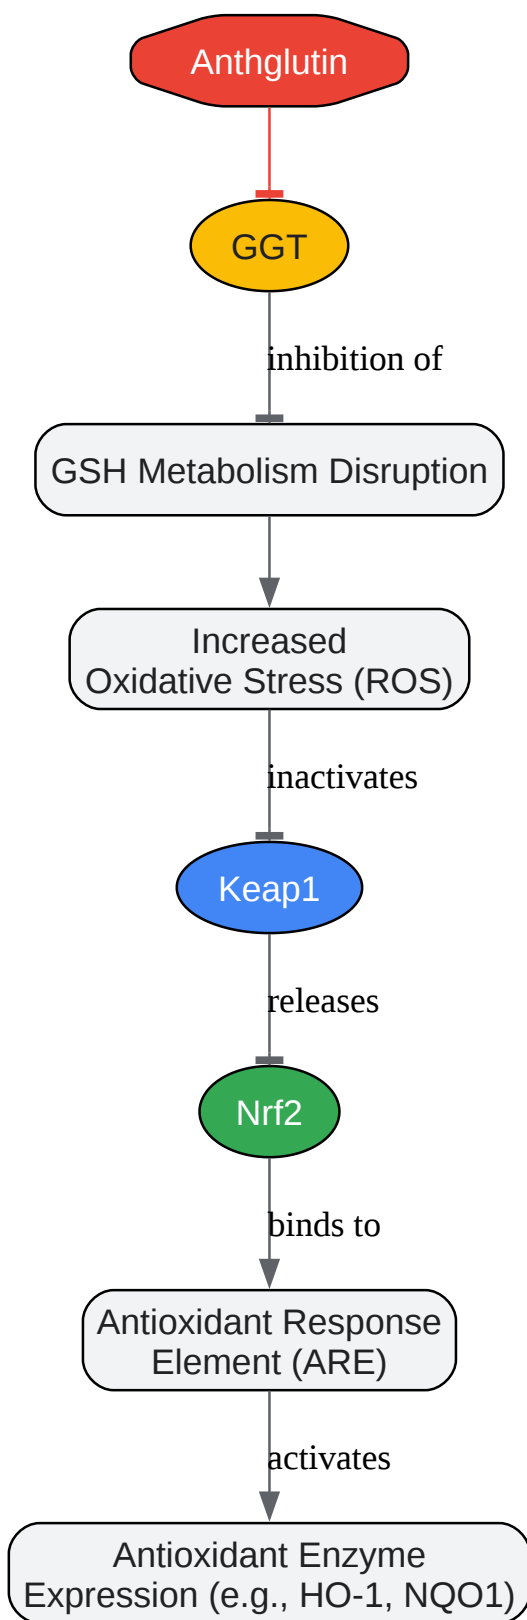 Anthglutin
GGT
inhibition of
GSH Metabolism Disruption
Increased
Oxidative Stress (ROS)
inactivates
Keap1
releases
Nrf2
binds to
Antioxidant Response
Element (ARE)
activates
Antioxidant Enzyme
Expression (e.g., HO-1, NQO1)